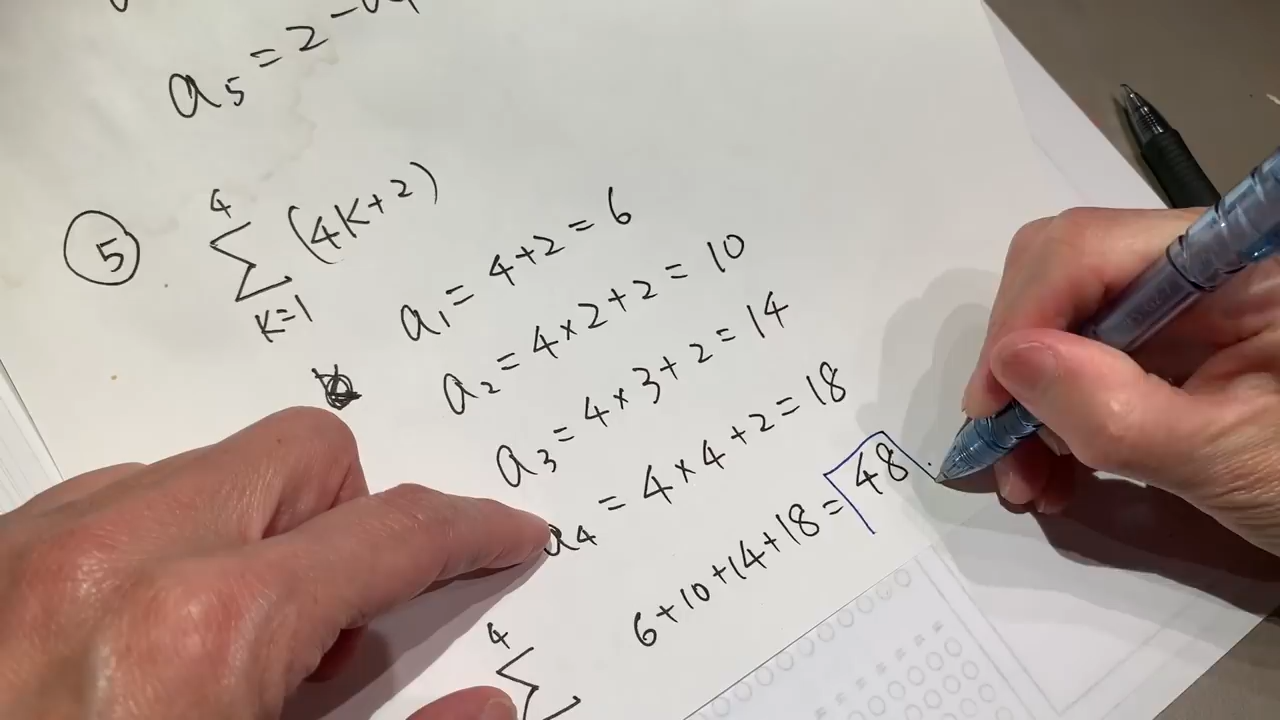 a₅ = 2
⑤ 4
∑ (4K+2)
K=1
a₁ = 4+2 = 6
a₂ = 4×2+2 = 10
a₃ = 4×3+2 = 14
a₄ = 4×4+2 = 18
6+10+14+18 = 48
4
∑